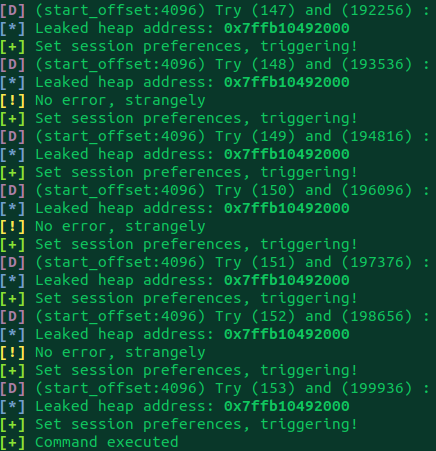 [D] (start_offset:4096) Try (147) and (192256) :
[*] Leaked heap address: 0x7ffb10492000
[+] Set session preferences, triggering!
[D] (start_offset:4096) Try (148) and (193536) :
[*] Leaked heap address: 0x7ffb10492000
[!] No error, strangely
[+] Set session preferences, triggering!
[D] (start_offset:4096) Try (149) and (194816) :
[*] Leaked heap address: 0x7ffb10492000
[+] Set session preferences, triggering!
[D] (start_offset:4096) Try (150) and (196096) :
[*] Leaked heap address: 0x7ffb10492000
[!] No error, strangely
[+] Set session preferences, triggering!
[D] (start_offset:4096) Try (151) and (197376) :
[*] Leaked heap address: 0x7ffb10492000
[+] Set session preferences, triggering!
[D] (start_offset:4096) Try (152) and (198656) :
[*] Leaked heap address: 0x7ffb10492000
[!] No error, strangely
[+] Set session preferences, triggering!
[D] (start_offset:4096) Try (153) and (199936) :
[*] Leaked heap address: 0x7ffb10492000
[+] Set session preferences, triggering!
[+] Command executed